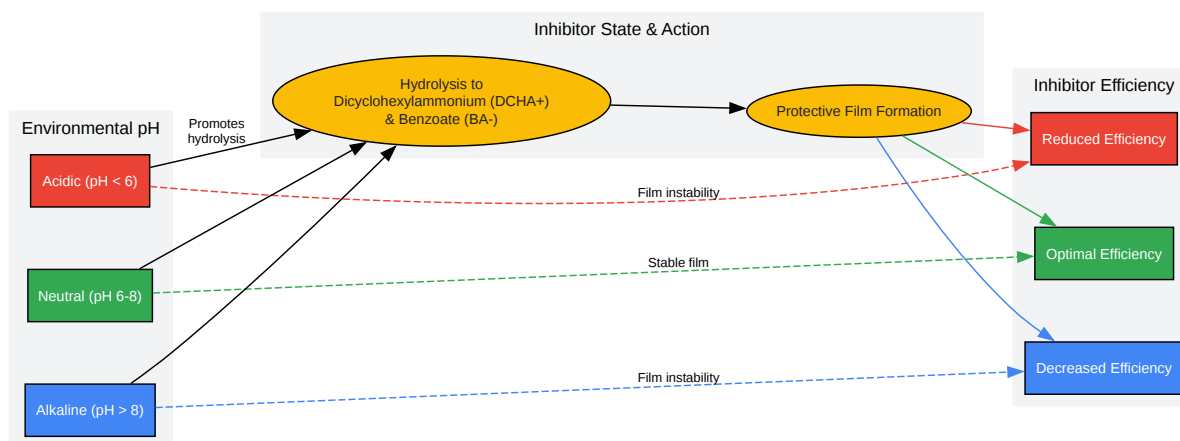 Inhibitor State & Action
Hydrolysis to
Dicyclohexylammonium (DCHA+)
& Benzoate (BA-)
Protective Film Formation
Inhibitor Efficiency
Reduced Efficiency
Optimal Efficiency
Decreased Efficiency
Environmental pH
Acidic (pH < 6)
Neutral (pH 6-8)
Alkaline (pH > 8)
Promotes
hydrolysis
Film instability
Stable film
Film instability